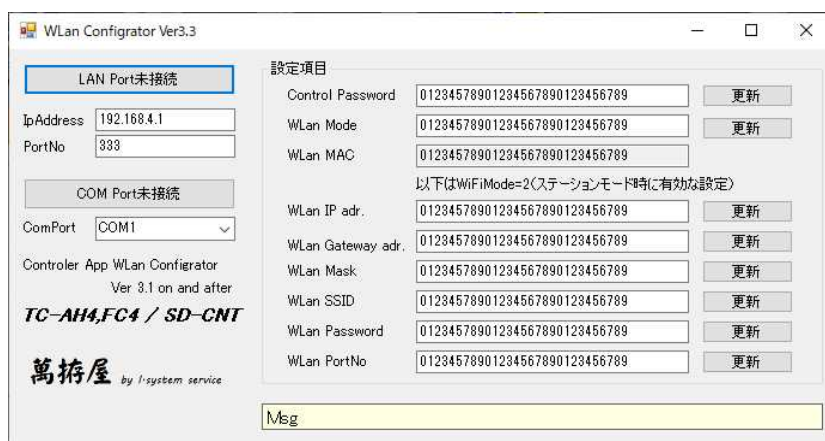 WLan Configrator Ver3.3
LAN Port未接続
IpAddress 192.168.4.1
PortNo 333
COM Port未接続
ComPort COM1
Controler App WLan Configrator
Ver 3.1 on and after
TC-AH4,FC4 / SD-CNT
萬拵屋 by I-system service
設定項目
Control Password 01234578901234567890123456789 更新
WLan Mode 01234578901234567890123456789 更新
WLan MAC 01234578901234567890123456789
以下はWiFiMode=2(ステーションモード時に有効な設定)
WLan IP adr. 01234578901234567890123456789 更新
WLan Gateway adr. 01234578901234567890123456789 更新
WLan Mask 01234578901234567890123456789 更新
WLan SSID 01234578901234567890123456789 更新
WLan Password 01234578901234567890123456789 更新
WLan PortNo 01234578901234567890123456789 更新
Msg